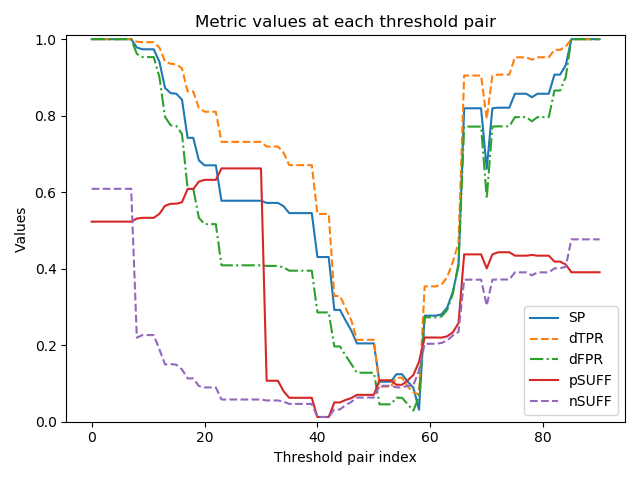 Metric values at each threshold pair
1.0
0.8
0.6
0.4
0.2
0.0
Values
0
20
40
60
80
Threshold pair index
SP
dTPR
dFPR
pSUFF
nSUFF